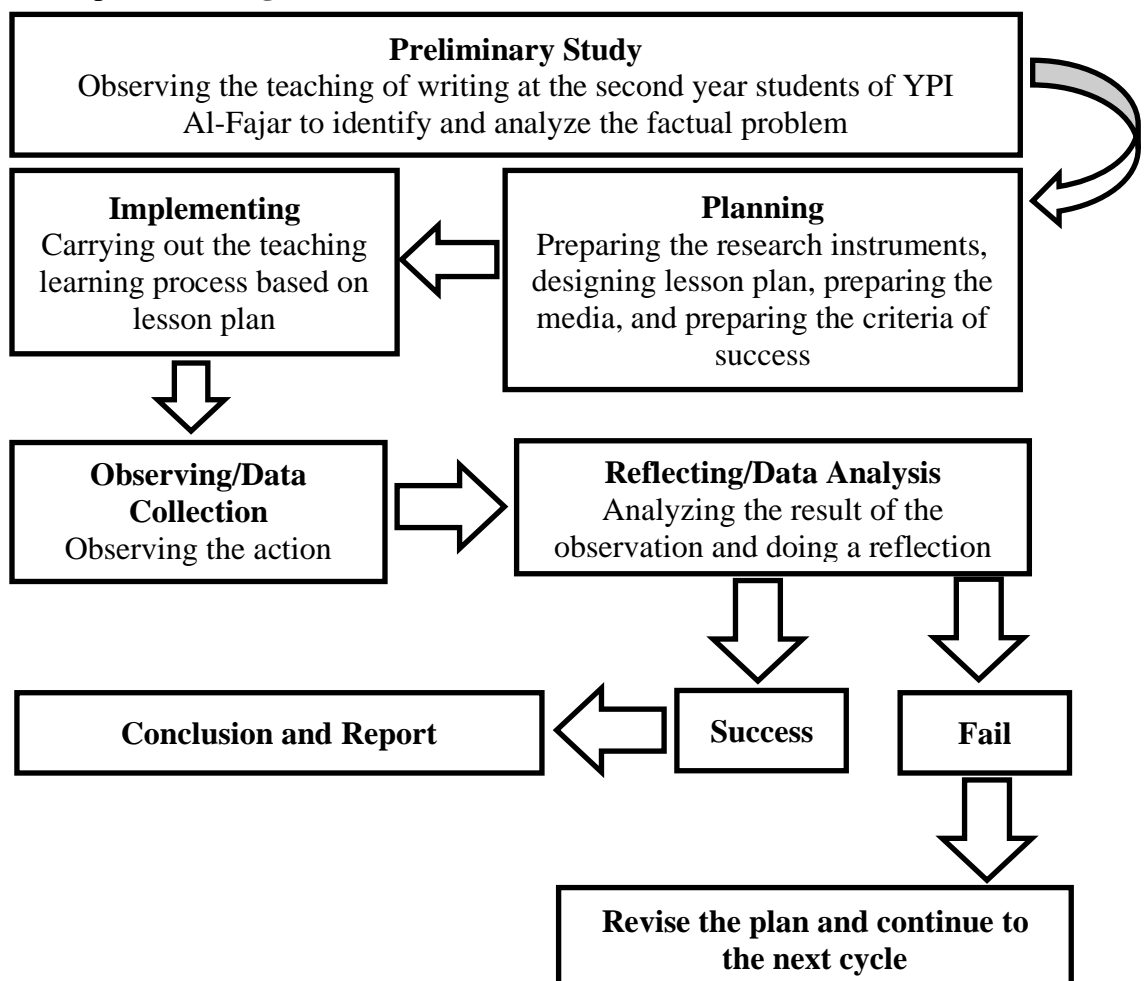 Preliminary Study
Observing the teaching of writing at the second year students of YPI
Al-Fajar to identify and analyze the factual problem
Implementing
Carrying out the teaching
learning process based on
lesson plan
Planning
Preparing the research instruments,
designing lesson plan, preparing the
media, and preparing the criteria of
success
Observing/Data
Collection
Observing the action
Reflecting/Data Analysis
Analyzing the result of the
observation and doing a reflection
Conclusion and Report
Success
Fail
Revise the plan and continue to
the next cycle